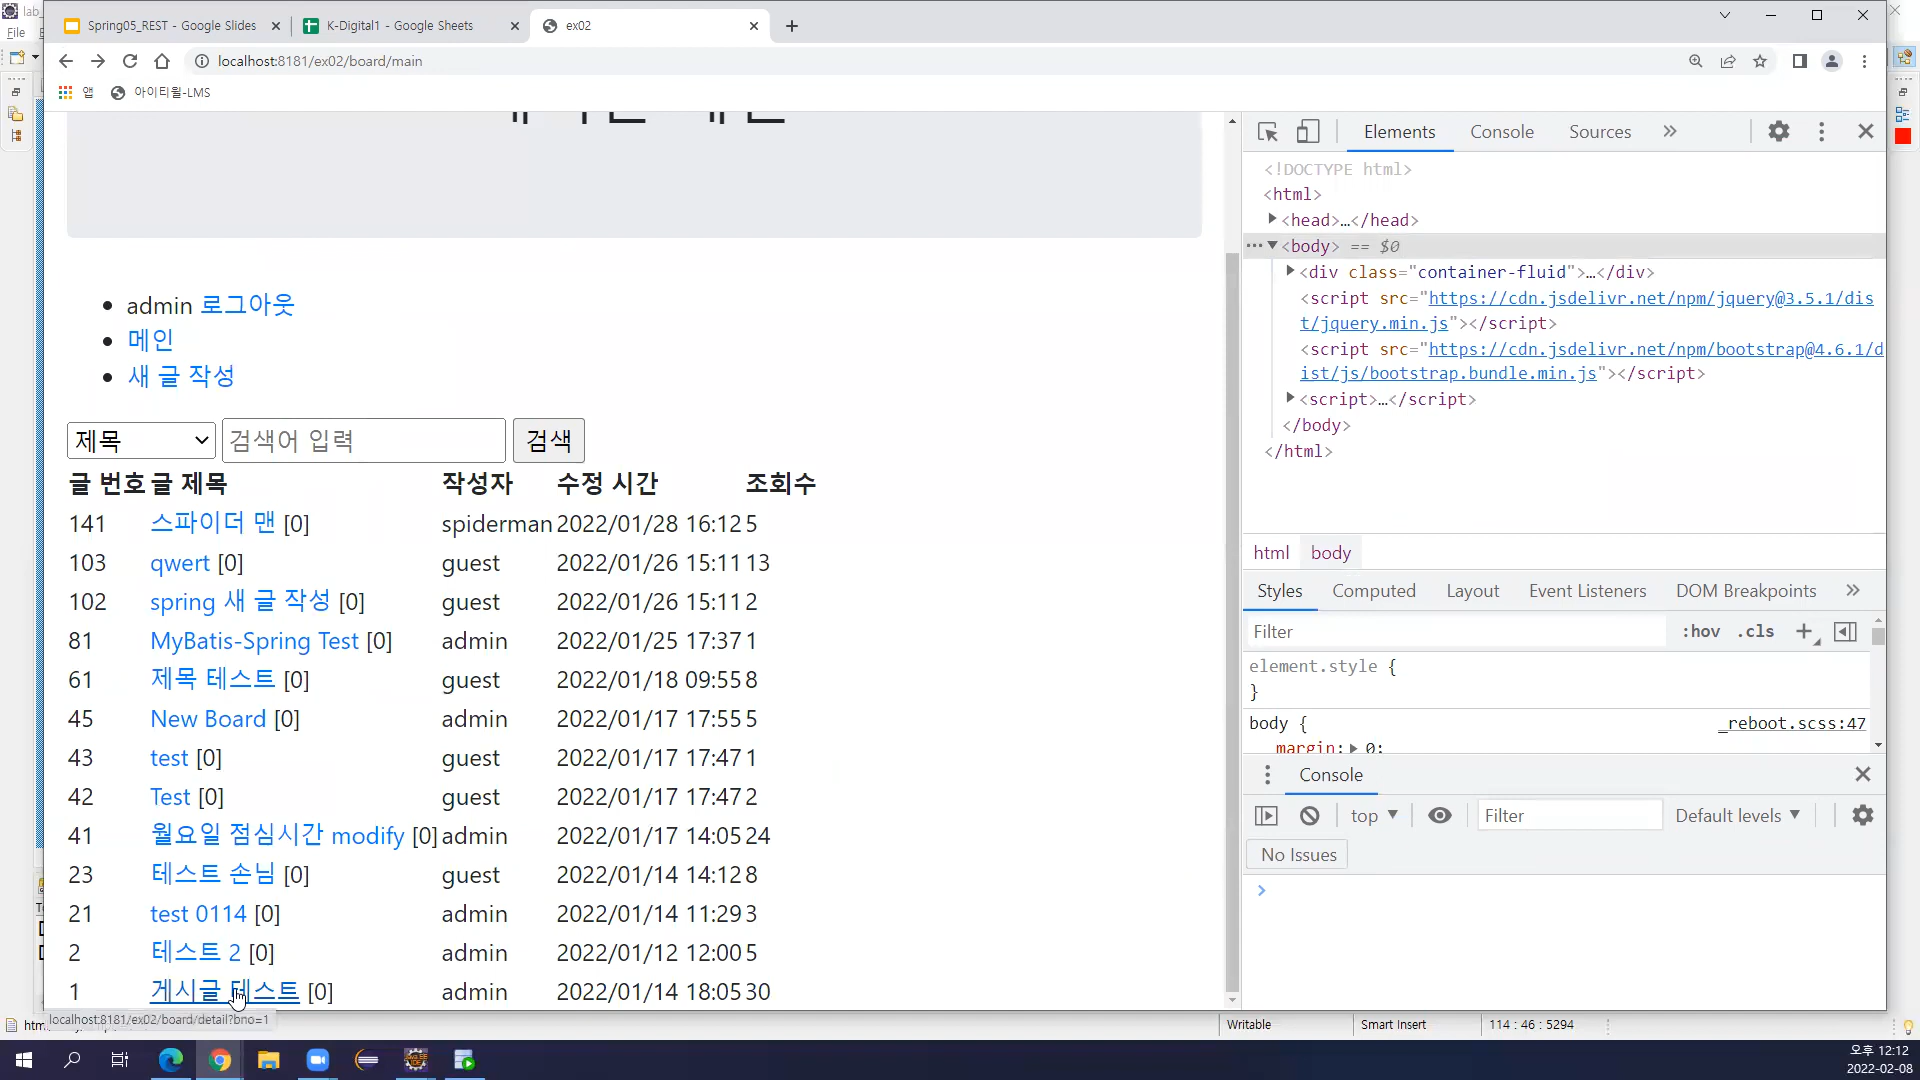 lab_
File
Spring05_REST - Google Slides
K-Digital1 - Google Sheets
ex02
localhost:8181/ex02/board/main
앱
아이티윌-LMS
admin 로그아웃
메인
새 글 작성
제목
검색어 입력
검색
글 번호 글 제목 작성자 수정 시간 조회수
141 스파이더 맨 [0] spiderman 2022/01/28 16:12 5
103 qwert [0] guest 2022/01/26 15:11 13
102 spring 새 글 작성 [0] guest 2022/01/26 15:11 2
81 MyBatis-Spring Test [0] admin 2022/01/25 17:37 1
61 제목 테스트 [0] guest 2022/01/18 09:55 8
45 New Board [0] admin 2022/01/17 17:55 5
43 test [0] guest 2022/01/17 17:47 1
42 Test [0] guest 2022/01/17 17:47 2
41 월요일 점심시간 modify [0] admin 2022/01/17 14:05 24
23 테스트 손님 [0] guest 2022/01/14 14:12 8
21 test 0114 [0] admin 2022/01/14 11:29 3
2 테스트 2 [0] admin 2022/01/12 12:00 5
1 게시글 테스트 [0] admin 2022/01/14 18:05 30
localhost:8181/ex02/board/detail?bno=1
Elements Console Sources
<!DOCTYPE html>
<html>
<head>…</head>
<body> == $0
<div class="container-fluid">…</div>
<script src="https://cdn.jsdelivr.net/npm/jquery@3.5.1/dis
t/jquery.min.js"></script>
<script src="https://cdn.jsdelivr.net/npm/bootstrap@4.6.1/d
ist/js/bootstrap.bundle.min.js"></script>
<script>…</script>
</body>
</html>
html body
Styles Computed Layout Event Listeners DOM Breakpoints
Filter :hov .cls
element.style {
}
body { _reboot.scss:47
margin: 0;
Console
top Filter Default levels
No Issues
Writable Smart Insert 114 : 46 : 5294
오후 12:12
2022-02-08